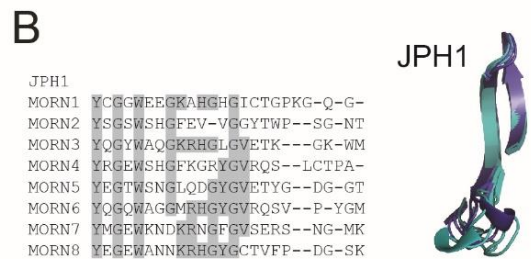 B
JPH1
JPH1
MORN1 YCGGWEEGKAHGHGICTGPKG-Q-G-
MORN2 YSGSWSHGFEV-VGGYTWP--SG-NT
MORN3 YQGYWAQGKRHGLGVETK---GK-WM
MORN4 YRGEWSHGFKGRYGVRQS--LCTPA-
MORN5 YEGTWSNGLQDGYGVETYG--DG-GT
MORN6 YQGQWAGGMRHGYGVRQSV--P-YGM
MORN7 YMGEWKNDKRNGFGVSERS--NG-MK
MORN8 YEGEWANNKRHGYGCTVFP--DG-SK